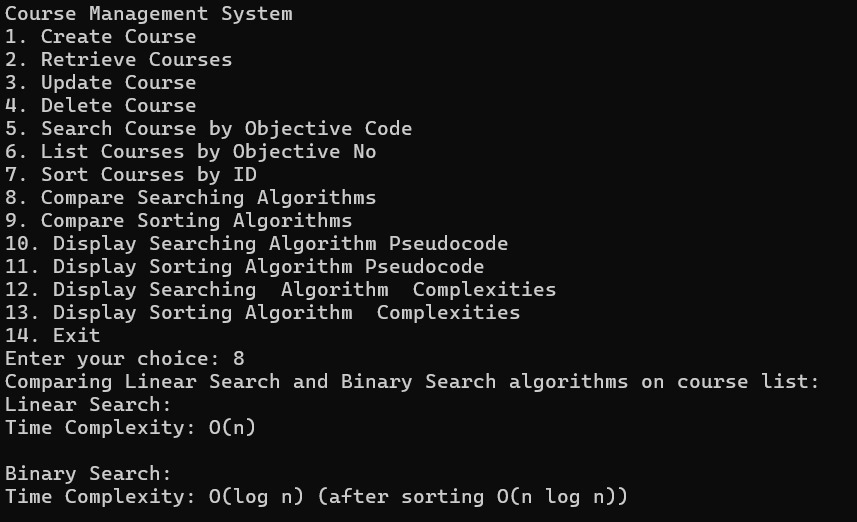 Course Management System
1. Create Course
2. Retrieve Courses
3. Update Course
4. Delete Course
5. Search Course by Objective Code
6. List Courses by Objective No
7. Sort Courses by ID
8. Compare Searching Algorithms
9. Compare Sorting Algorithms
10. Display Searching Algorithm Pseudocode
11. Display Sorting Algorithm Pseudocode
12. Display Searching  Algorithm  Complexities
13. Display Sorting Algorithm  Complexities
14. Exit
Enter your choice: 8
Comparing Linear Search and Binary Search algorithms on course list:
Linear Search:
Time Complexity: O(n)

Binary Search:
Time Complexity: O(log n) (after sorting O(n log n))